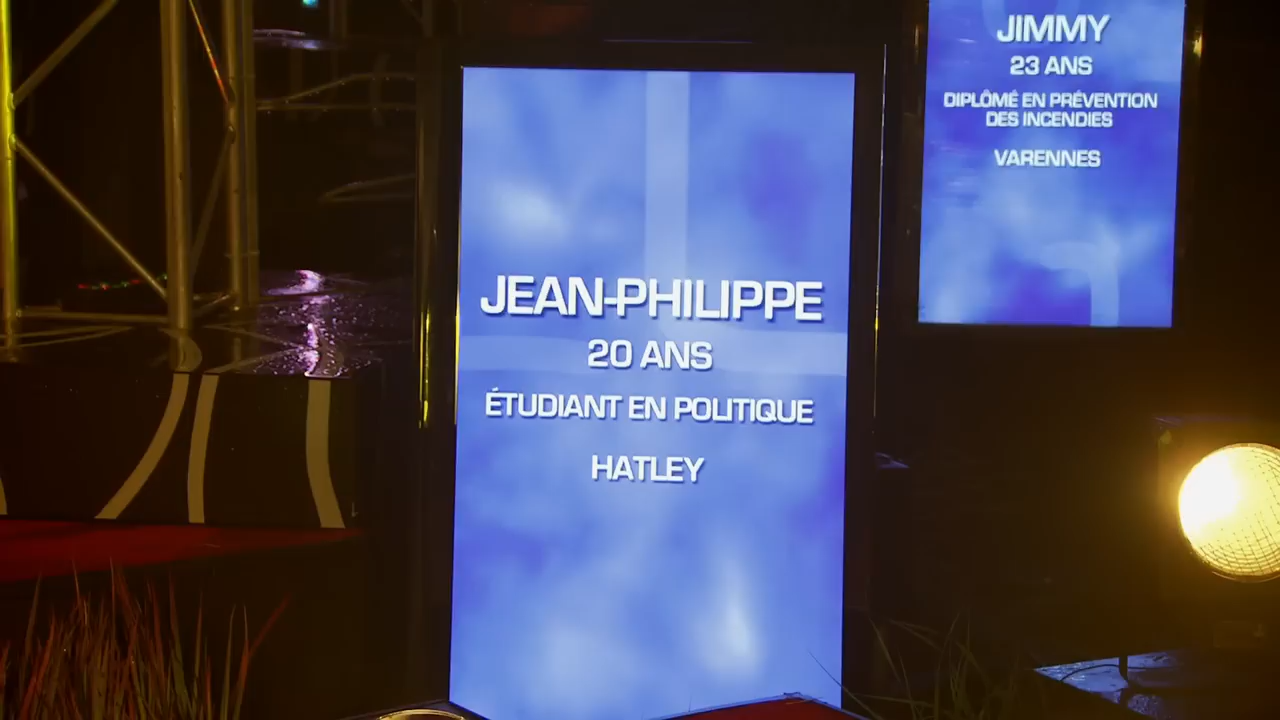 JEAN-PHILIPPE
20 ANS
ÉTUDIANT EN POLITIQUE
HATLEY
JIMMY
23 ANS
DIPLÔMÉ EN PRÉVENTION
DES INCENDIES
VARENNES